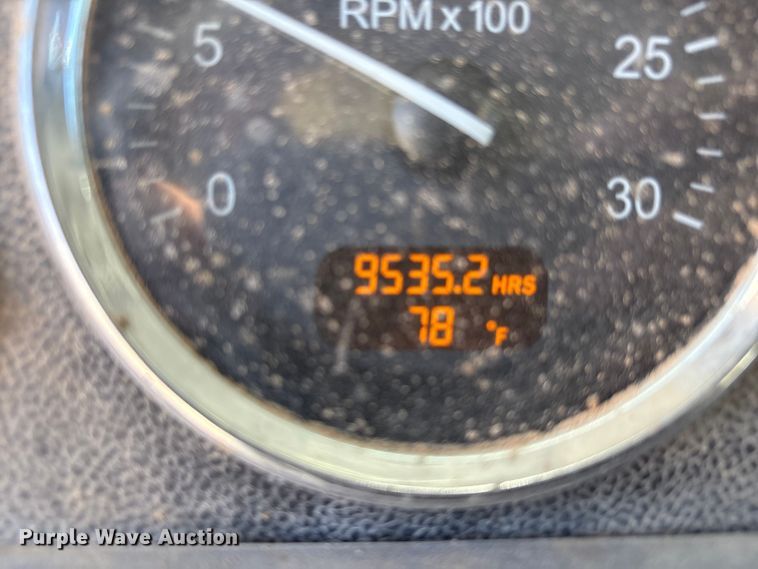 RPM x 100
5
25
0
30
9535.2 HRS
78 °F
Purple Wave Auction